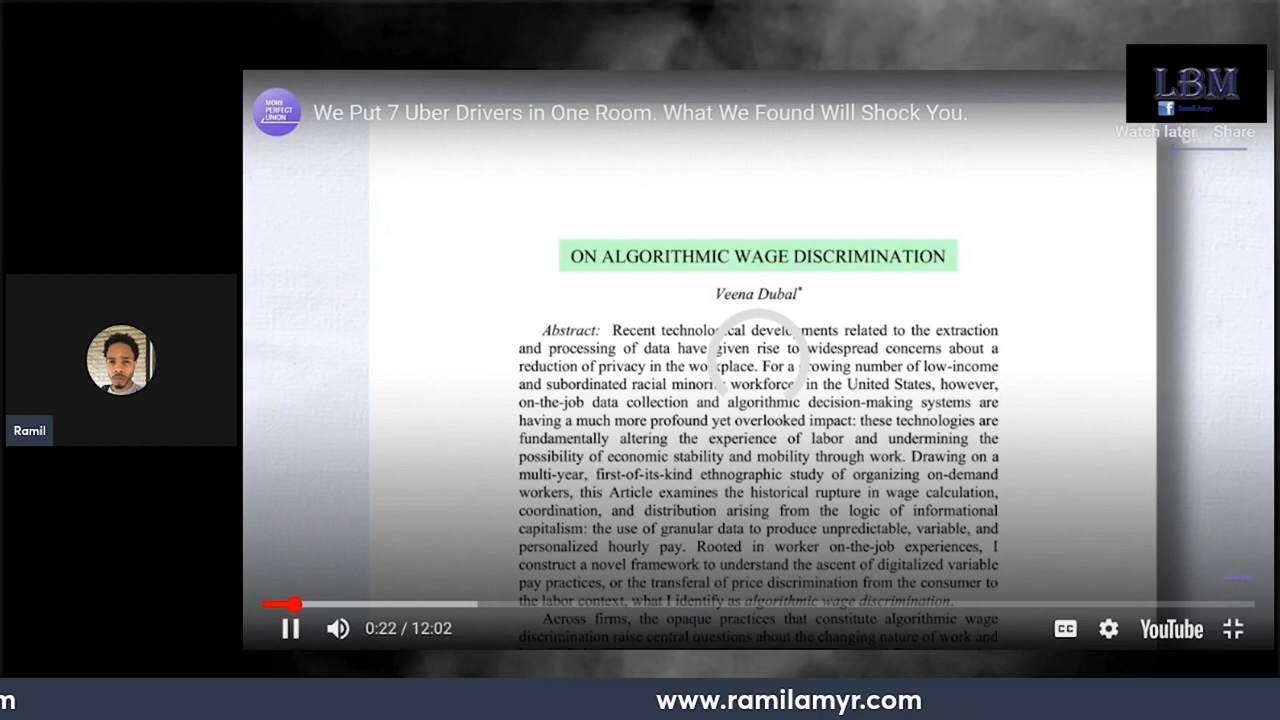 LBM
Ramil Amyr
MORE PERFECT UNION
We Put 7 Uber Drivers in One Room. What We Found Will Shock You.
Watch later Share
ON ALGORITHMIC WAGE DISCRIMINATION
Veena Dubal*
Abstract: Recent technological developments related to the extraction
and processing of data have given rise to widespread concerns about a
reduction of privacy in the workplace. For a growing number of low-income
and subordinated racial minority workforces in the United States, however,
on-the-job data collection and algorithmic decision-making systems are
having a much more profound yet overlooked impact: these technologies are
fundamentally altering the experience of labor and undermining the
possibility of economic stability and mobility through work. Drawing on a
multi-year, first-of-its-kind ethnographic study of organizing on-demand
workers, this Article examines the historical rupture in wage calculation,
coordination, and distribution arising from the logic of informational
capitalism: the use of granular data to produce unpredictable, variable, and
personalized hourly pay. Rooted in worker on-the-job experiences, I
construct a novel framework to understand the ascent of digitalized variable
pay practices, or the transferal of price discrimination from the consumer to
the labor context, what I identify as algorithmic wage discrimination.
Across firms, the opaque practices that constitute algorithmic wage
discrimination raise central questions about the changing nature of work and
Ramil
0:22 / 12:02
CC
YouTube
m
www.ramilamyr.com